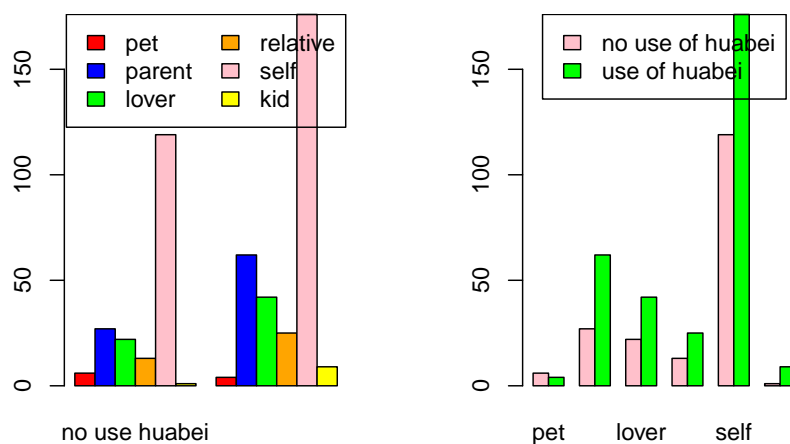 pet relative
parent self
lover kid
150
100
50
0
no use huabei
no use of huabei
use of huabei
150
100
50
0
pet lover self